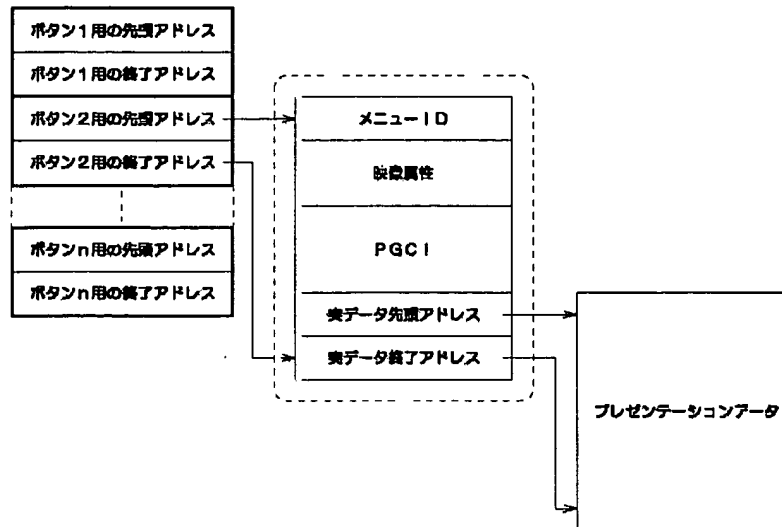 ボタン1用の先頭アドレス
ボタン1用の終了アドレス
ボタン2用の先頭アドレス
ボタン2用の終了アドレス
ボタンn用の先頭アドレス
ボタンn用の終了アドレス
メニューID
映像属性
PGCI
実データ先頭アドレス
実データ終了アドレス
プレゼンテーションデータ